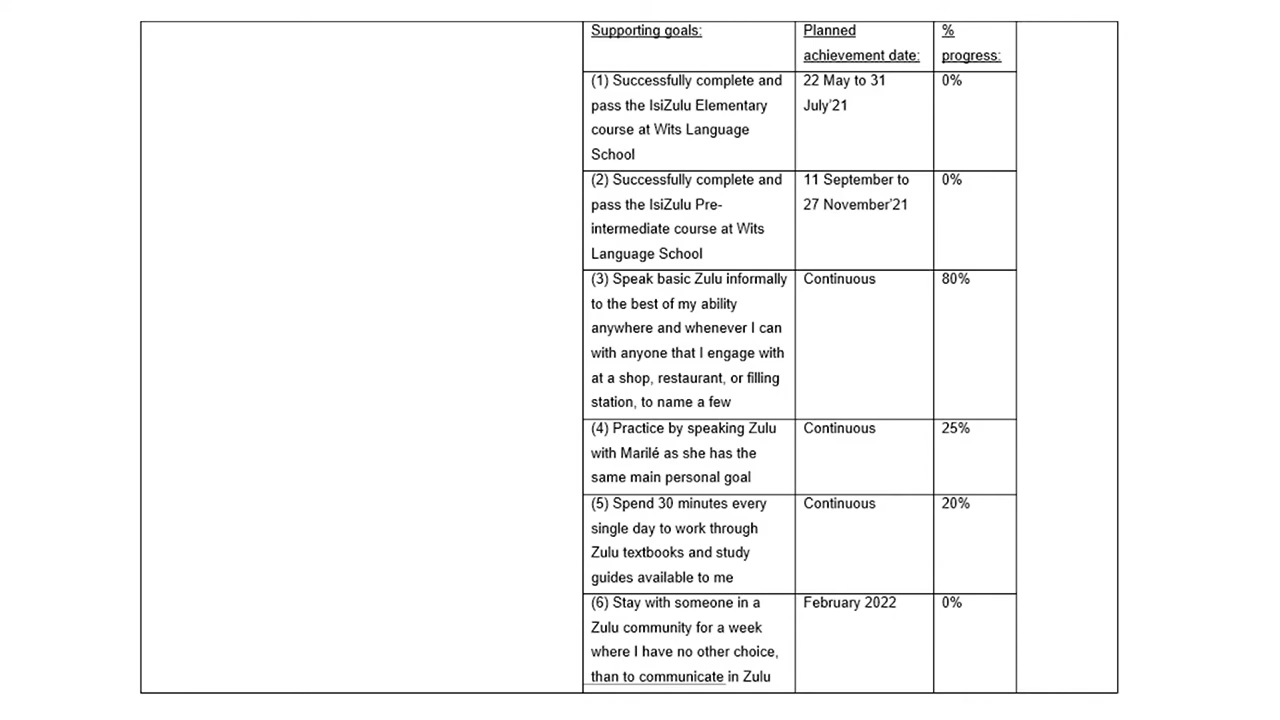 Supporting goals:
Planned
achievement date:
%
progress:
(1) Successfully complete and
pass the IsiZulu Elementary
course at Wits Language
School
22 May to 31
July'21
0%
(2) Successfully complete and
pass the IsiZulu Pre-
intermediate course at Wits
Language School
11 September to
27 November'21
0%
(3) Speak basic Zulu informally
to the best of my ability
anywhere and whenever I can
with anyone that I engage with
at a shop, restaurant, or filling
station, to name a few
Continuous
80%
(4) Practice by speaking Zulu
with Marilé as she has the
same main personal goal
Continuous
25%
(5) Spend 30 minutes every
single day to work through
Zulu textbooks and study
guides available to me
Continuous
20%
(6) Stay with someone in a
Zulu community for a week
where I have no other choice,
than to communicate in Zulu
February 2022
0%